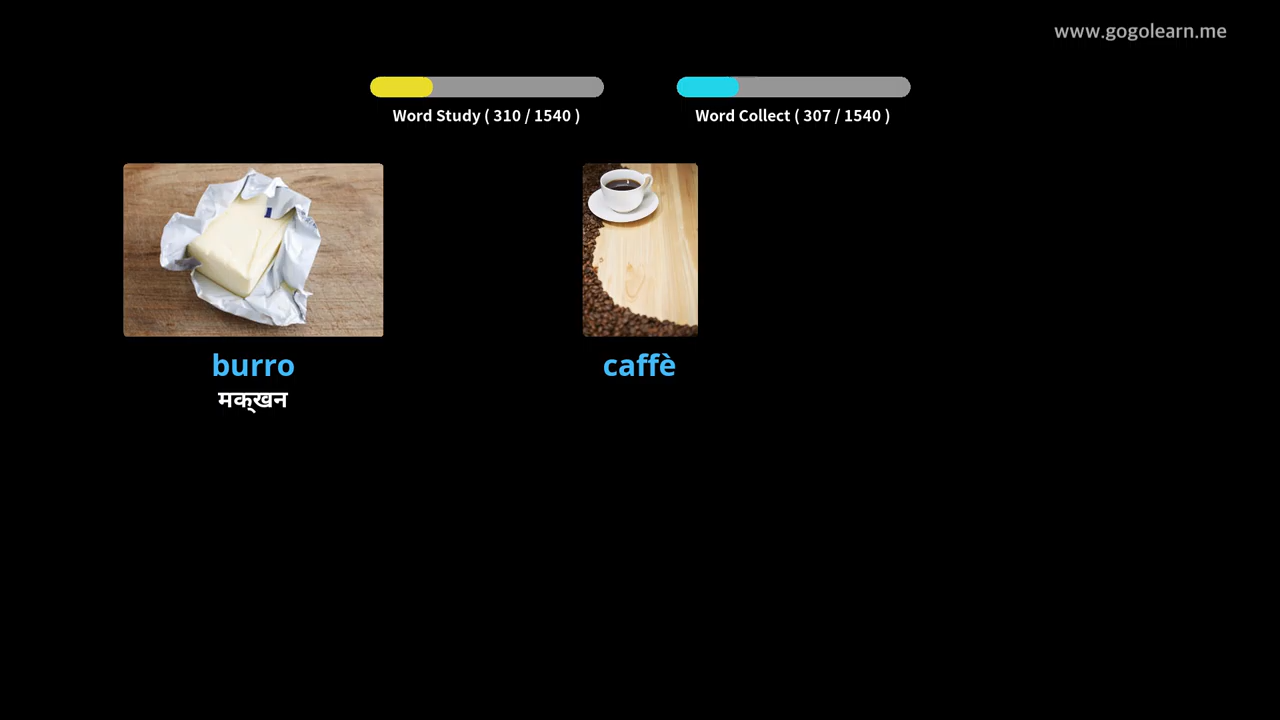 www.gogolearn.me
Word Study ( 310 / 1540 )
Word Collect ( 307 / 1540 )
burro
caffè
मक्खन